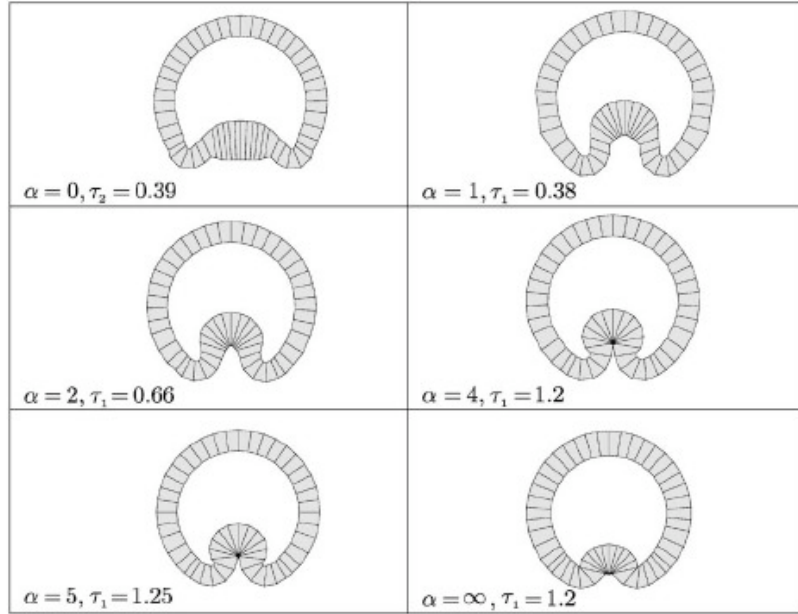 α = 0, τ₂ = 0.39
α = 1, τ₁ = 0.38
α = 2, τ₁ = 0.66
α = 4, τ₁ = 1.2
α = 5, τ₁ = 1.25
α = ∞, τ₁ = 1.2